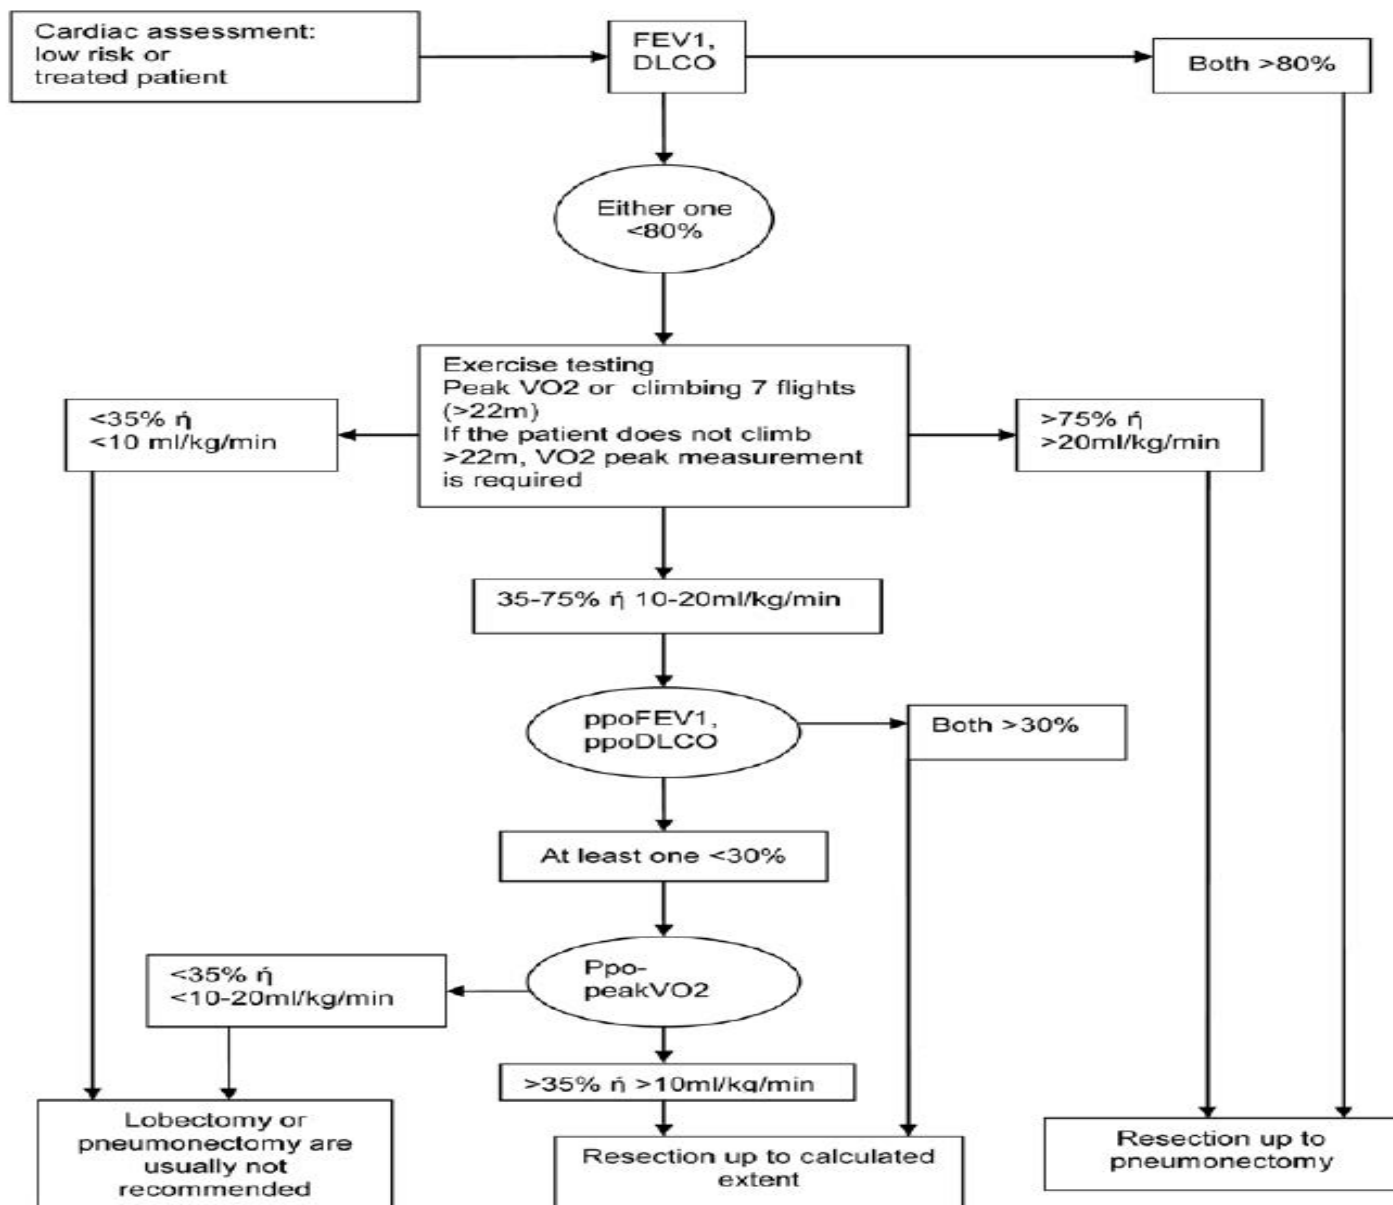 Cardiac assessment:
low risk or
treated patient
FEV1,
DLCO
Both >80%
Either one
<80%
Exercise testing
Peak VO2 or climbing 7 flights
(>22m)
If the patient does not climb
>22m, VO2 peak measurement
is required
<35% ή
<10 ml/kg/min
>75% ή
>20ml/kg/min
35-75% ή 10-20ml/kg/min
ppoFEV1,
ppoDLCO
Both >30%
At least one <30%
Ppo-
peakVO2
<35% ή
<10-20ml/kg/min
>35% ή >10ml/kg/min
Lobectomy or
pneumonectomy are
usually not
recommended
Resection up to calculated
extent
Resection up to
pneumonectomy